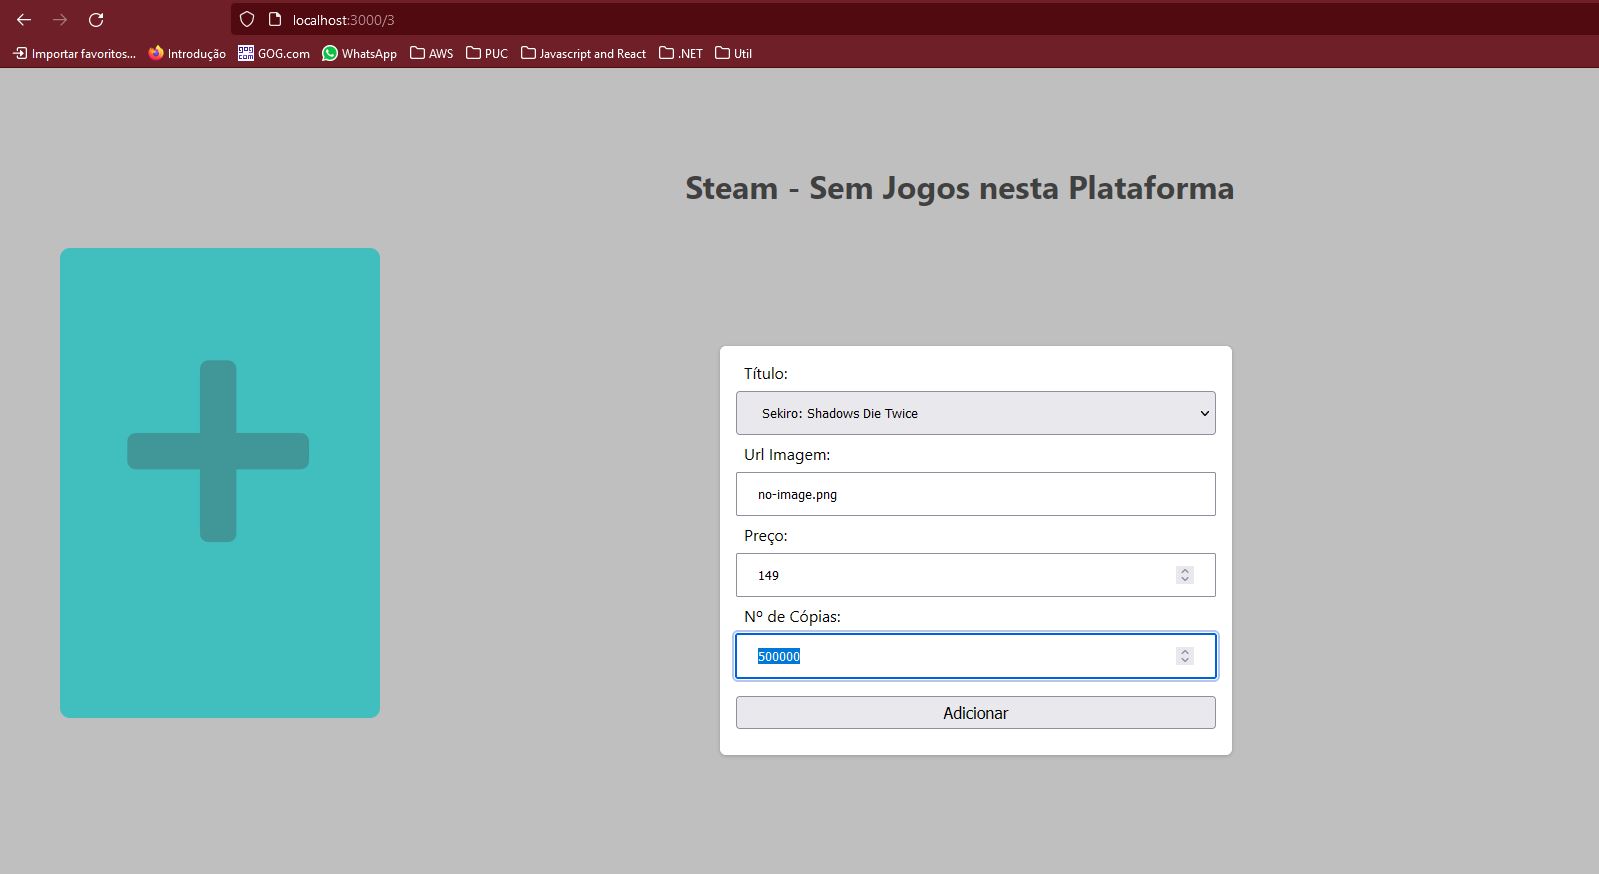 localhost:3000/3
Importar favoritos... Introdução gog com GOG.com WhatsApp AWS PUC Javascript and React .NET Util
Steam - Sem Jogos nesta Plataforma
Título:
Sekiro: Shadows Die Twice
Url Imagem:
no-image.png
Preço:
149
Nº de Cópias:
500000
Adicionar